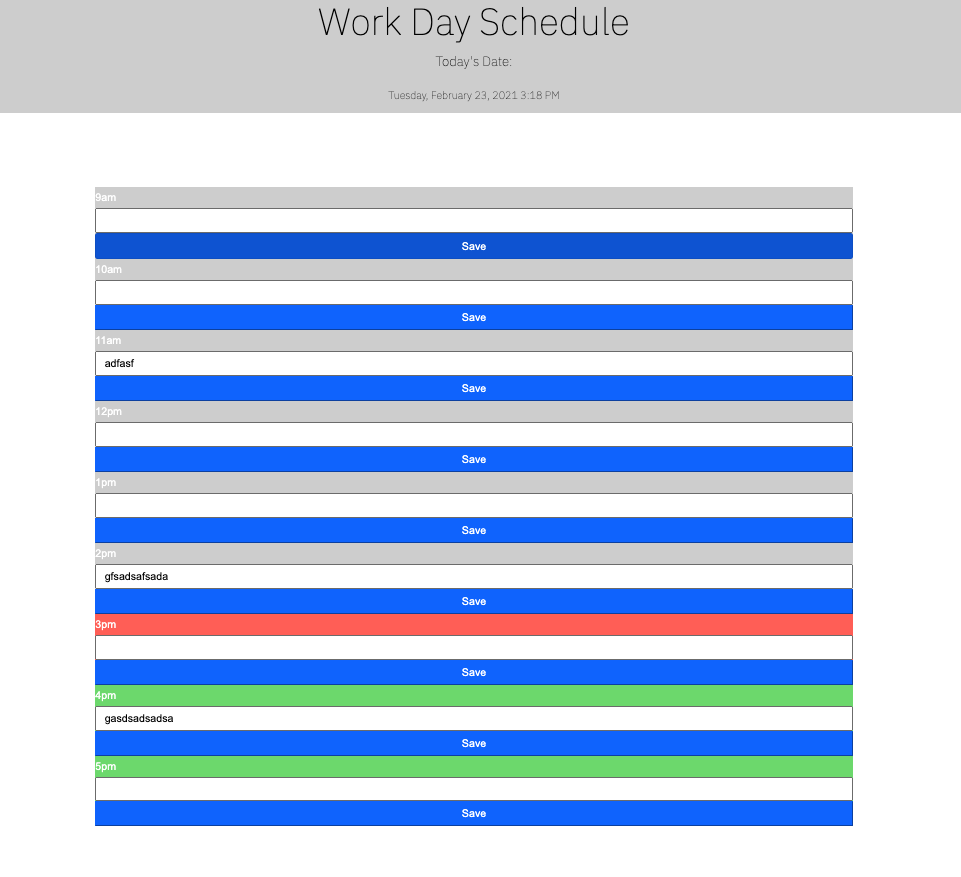 Work Day Schedule
Today's Date:
Tuesday, February 23, 2021 3:18 PM
9am
Save
10am
Save
11am
adfasf
Save
12pm
Save
1pm
Save
2pm
gfsadsafsada
Save
3pm
Save
4pm
gasdsadsadsa
Save
5pm
Save